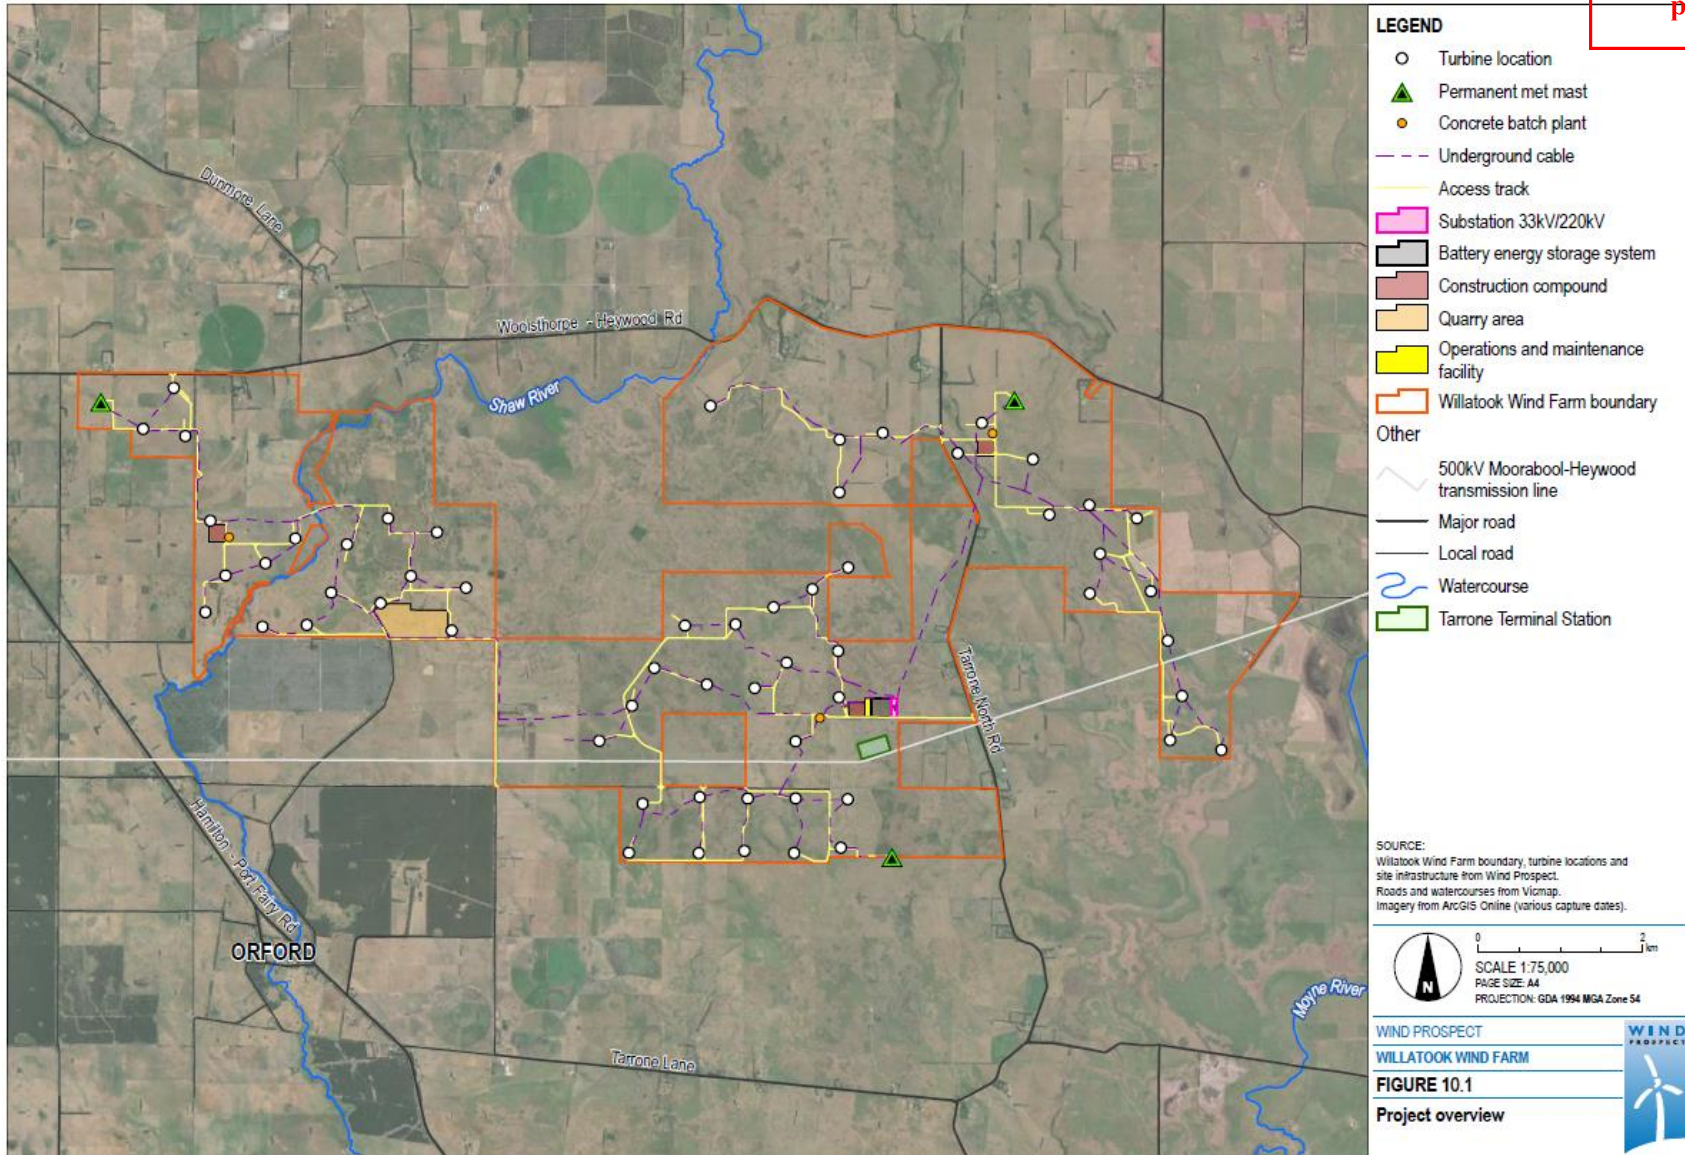 p
LEGEND
Turbine location
Permanent met mast
Concrete batch plant
Underground cable
Access track
Substation 33kV/220kV
Battery energy storage system
Construction compound
Quarry area
Operations and maintenance
facility
Willatook Wind Farm boundary
Other
500kV Moorabool-Heywood
transmission line
Major road
Local road
Watercourse
Tarrone Terminal Station
Dunmore Lane
Woolsthorpe - Heywood Rd
Shaw River
Tarrone North Rd
Hamilton - Port Fairy Rd
ORFORD
Tarrone Lane
Moyne River
SOURCE:
Willatook Wind Farm boundary, turbine locations and
site infrastructure from Wind Prospect.
Roads and watercourses from Vicmap.
Imagery from ArcGIS Online (various capture dates).
0 2
km
N
SCALE 1:75,000
PAGE SIZE: A4
PROJECTION: GDA 1994 MGA Zone 54
WIND PROSPECT
WILLATOOK WIND FARM
FIGURE 10.1
Project overview
WIND
PROSPECT